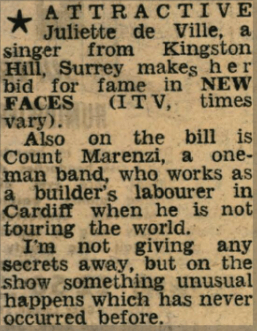 ★ ATTRACTIVE
Juliette de Ville, a
singer from Kingston
Hill, Surrey makes her
bid for fame in NEW
FACES (ITV, times
vary).
Also on the bill is
Count Marenzi, a one-
man band, who works as
a builder's labourer in
Cardiff when he is not
touring the world.
I'm not giving any
secrets away, but on the
show something unusual
happens which has never
occurred before.